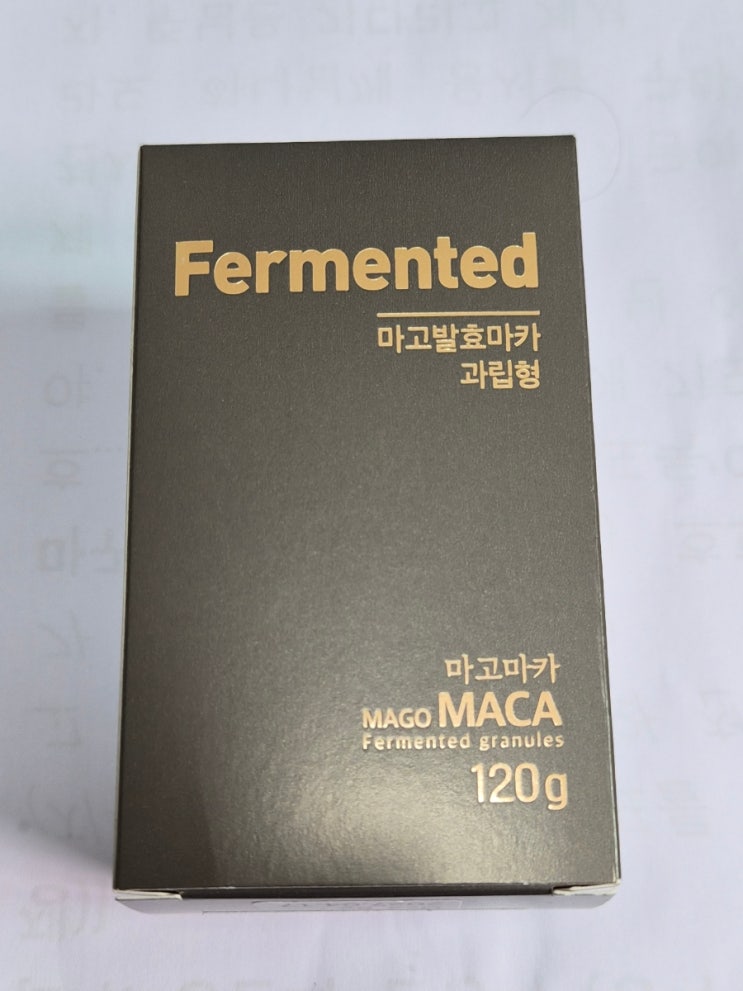 Fermented
마고발효마카
과립형
마고마카
MAGO MACA
Fermented granules
120g